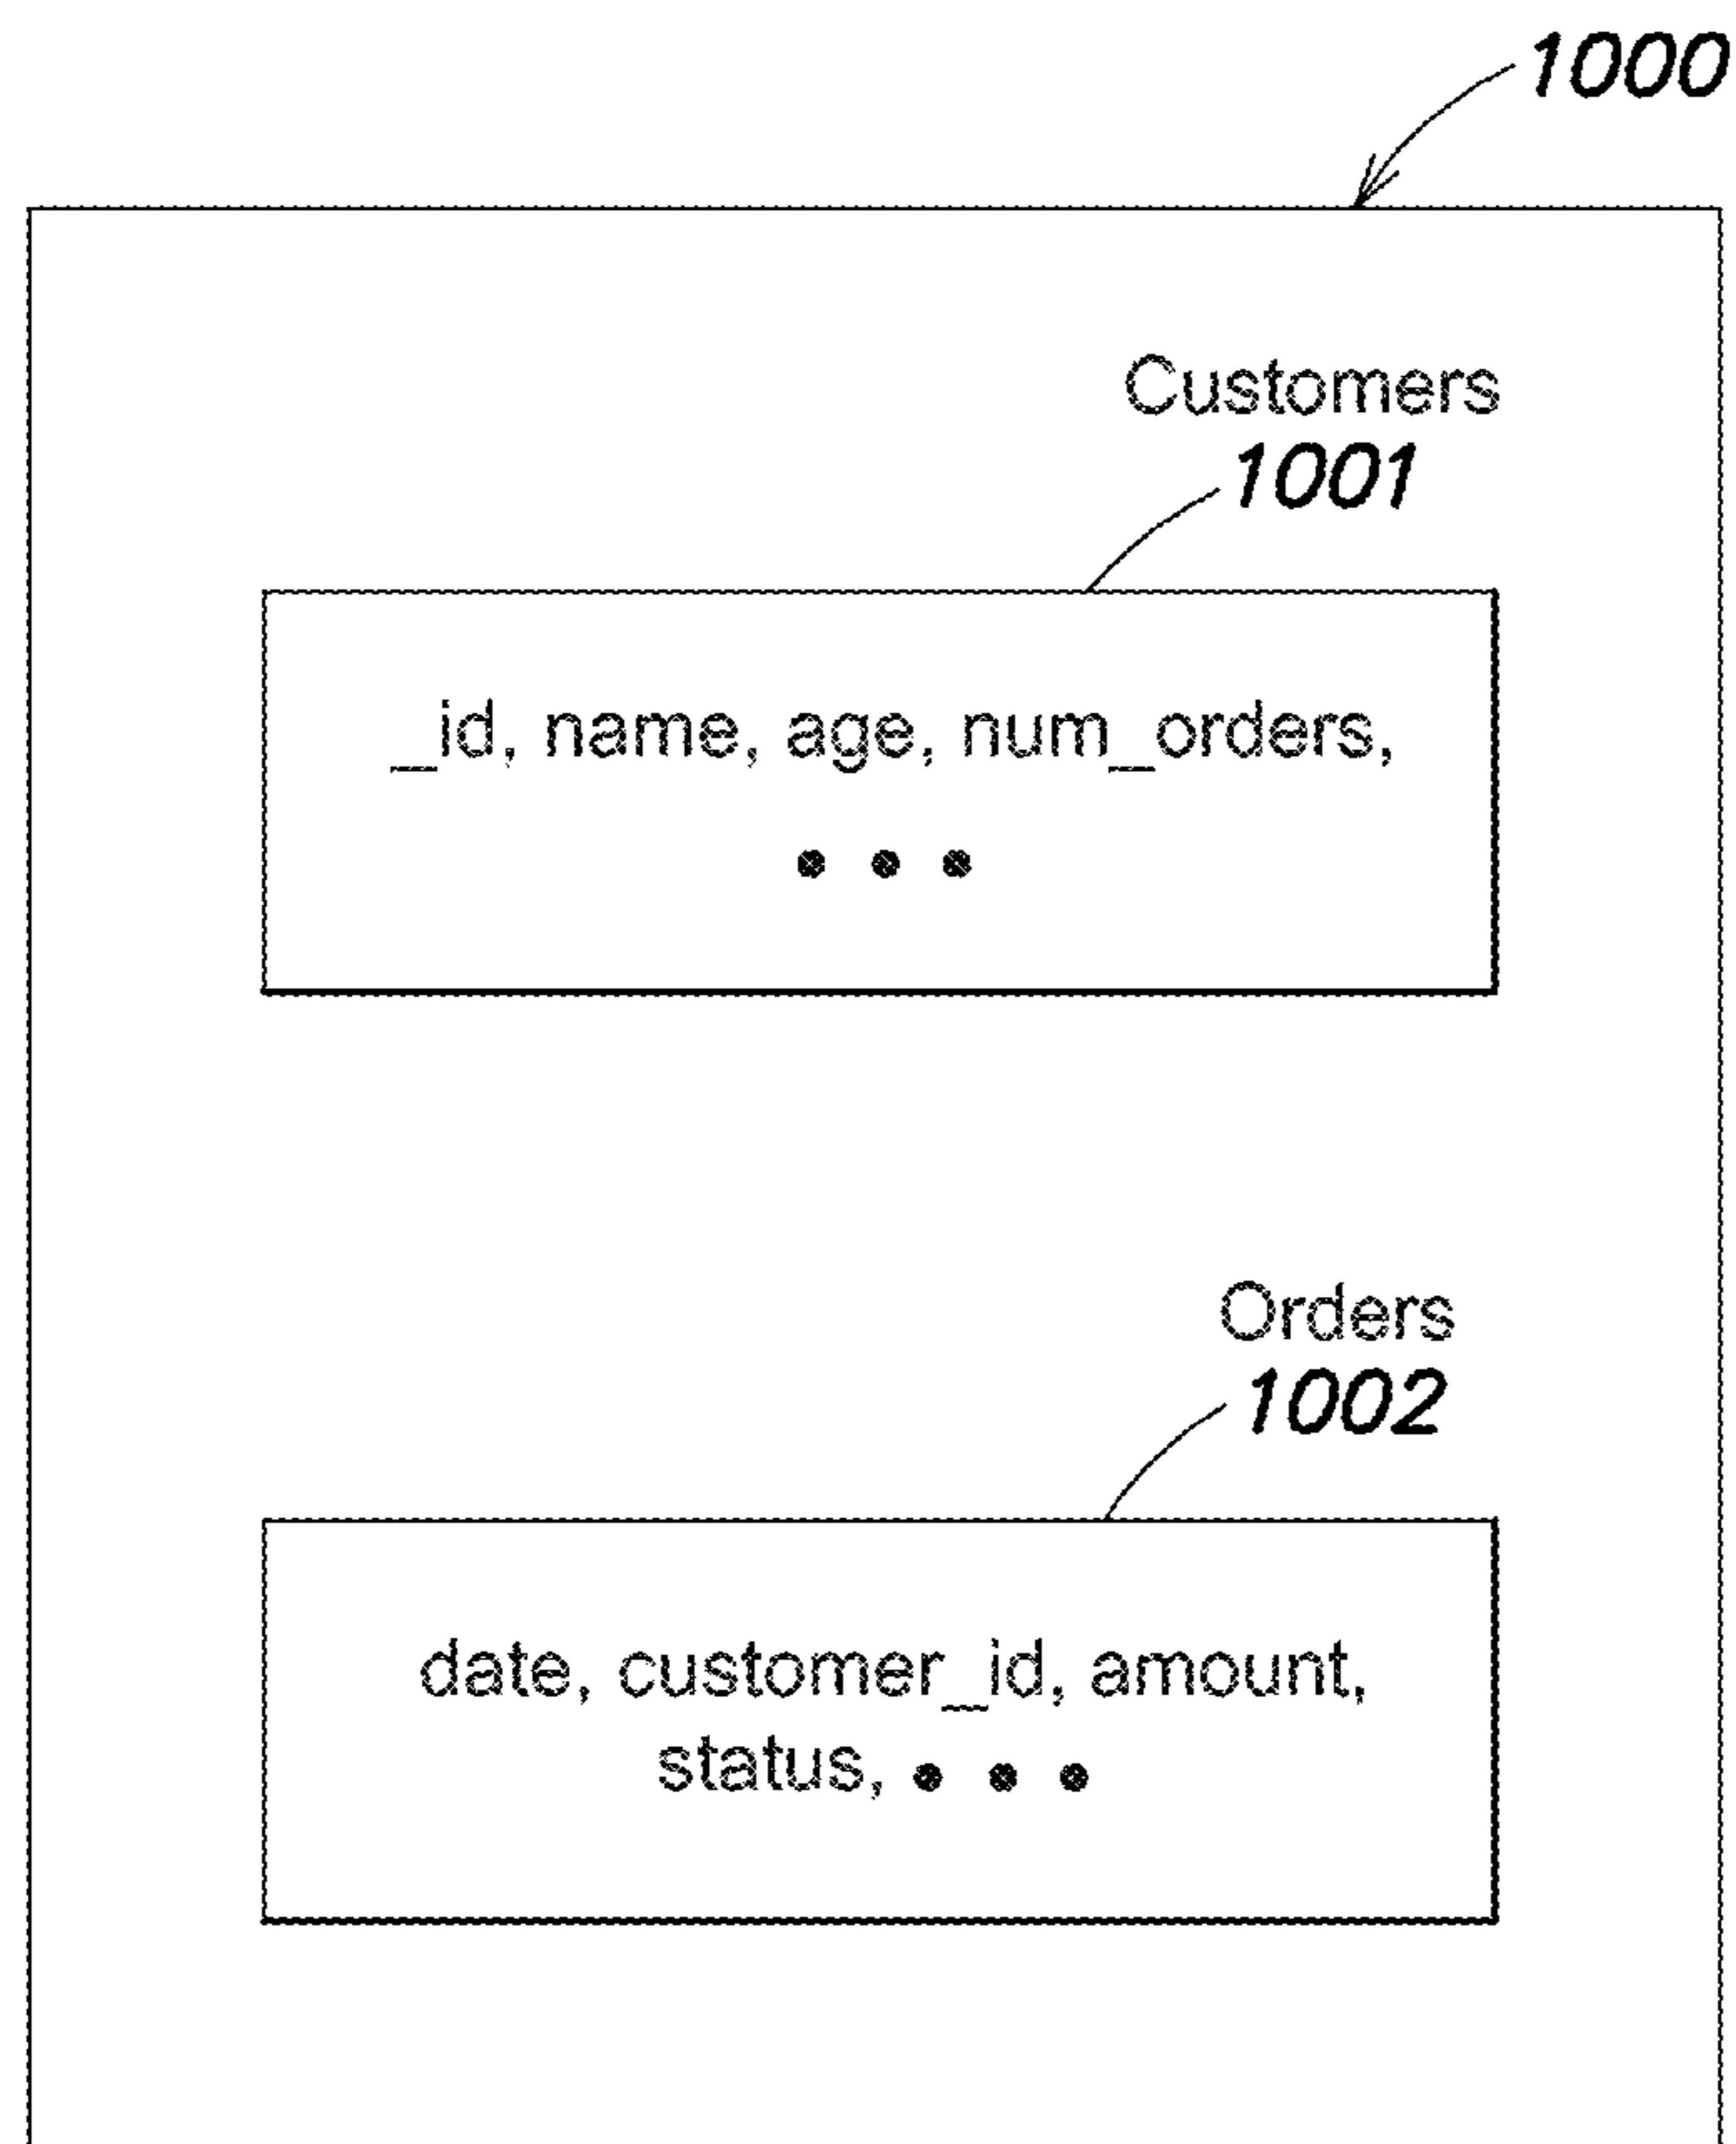 1000
Customers
1001
_id, name, age, num_orders,
• • •
Orders
1002
date, customer_id, amount,
status, • • •